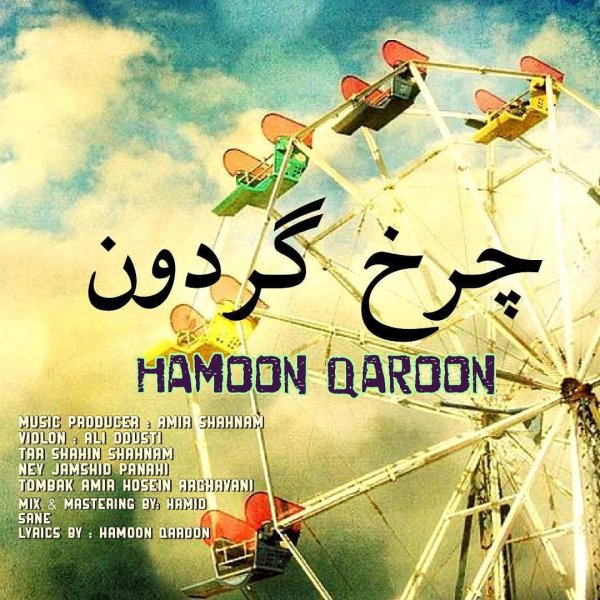 چرخ گردون
HAMOON QAROON
MUSIC PRODUCER : AMIR SHAHNAM
VIOLON : ALI DOUSTI
TAR SHAHIN SHAHNAM
NEY JAMSHID PANAHI
TOMBAK AMIR HOSEIN ARGHAVANI
MIX & MASTERING BY: HAMID
SANE
LYRICS BY : HAMOON QAROON